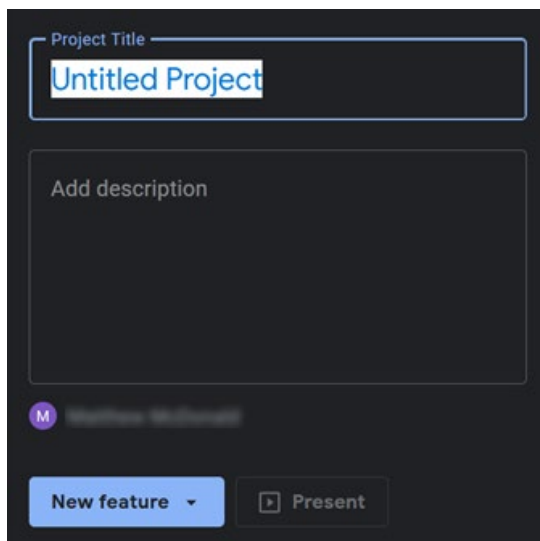 Project Title
Untitled Project
Add description
M
New feature
Present